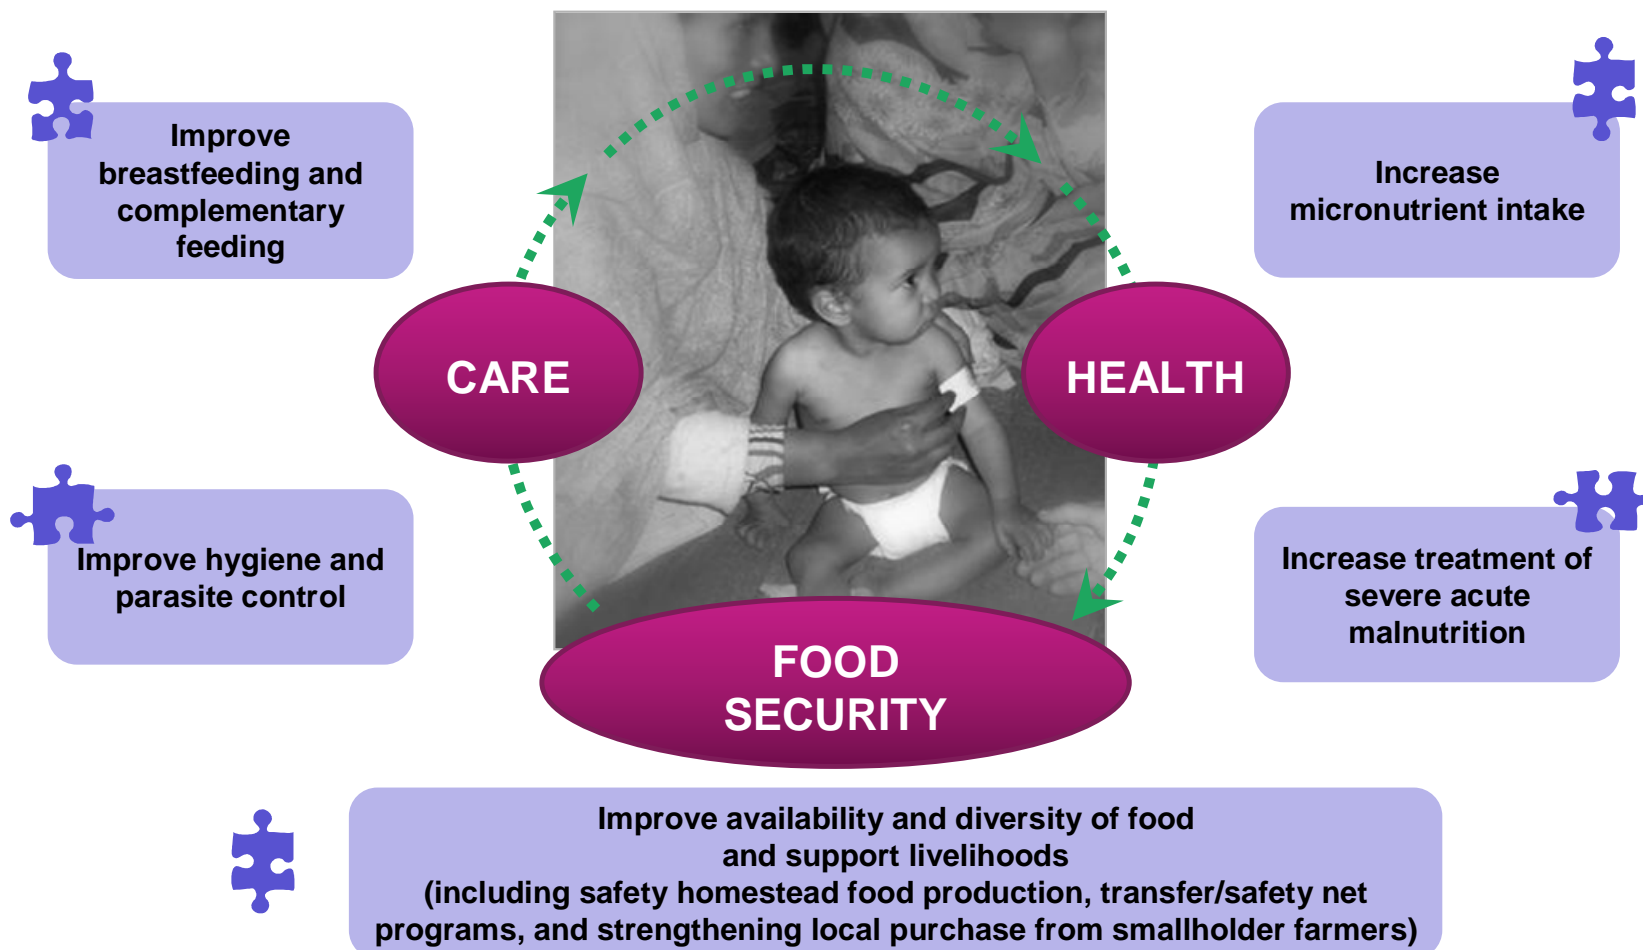 Improve
breastfeeding and
complementary
feeding
Increase
micronutrient intake
CARE
HEALTH
Improve hygiene and
parasite control
Increase treatment of
severe acute
malnutrition
FOOD
SECURITY
Improve availability and diversity of food
and support livelihoods
(including safety homestead food production, transfer/safety net
programs, and strengthening local purchase from smallholder farmers)